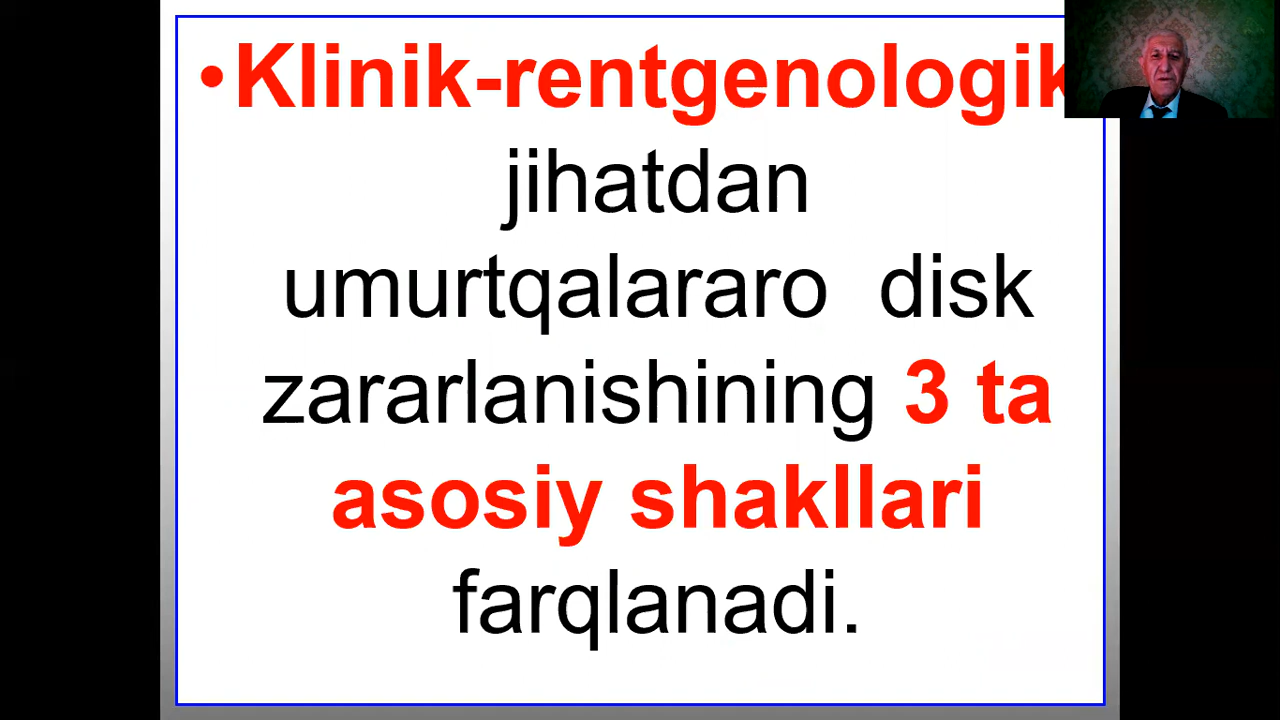 •Klinik-rentgenologik
jihatdan
umurtqalararo disk
zararlanishining 3 ta
asosiy shakllari
farqlanadi.